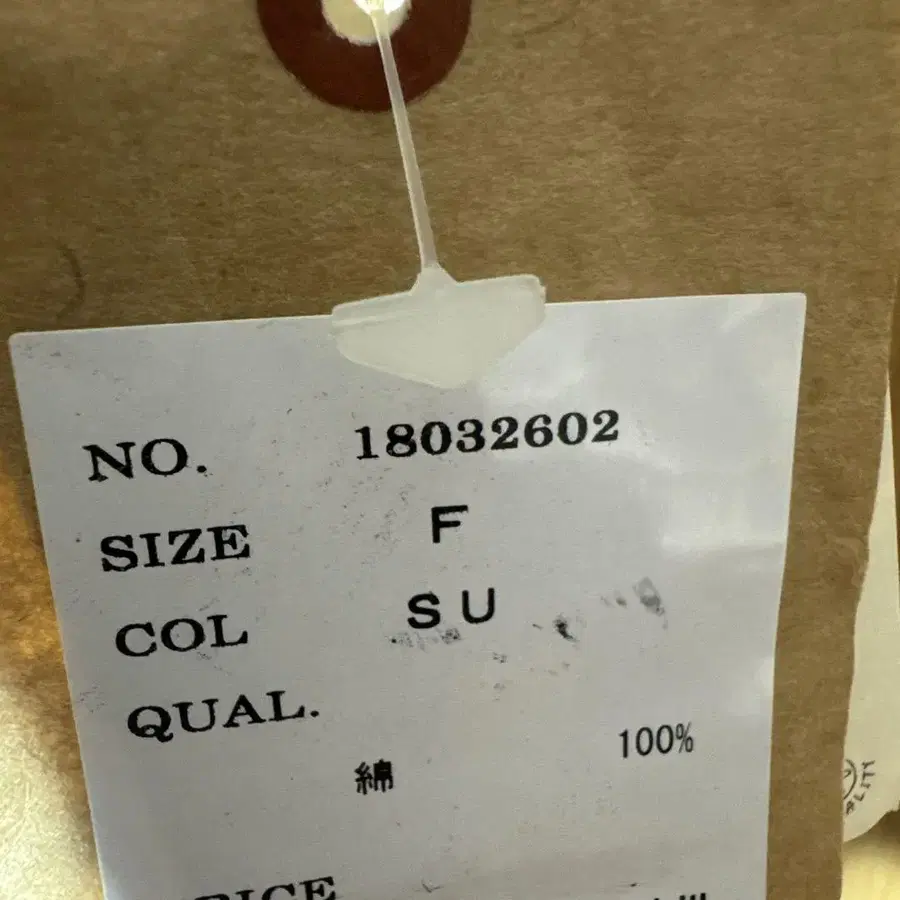 NO. 18032602
SIZE F
COL SU
QUAL.
綿 100%